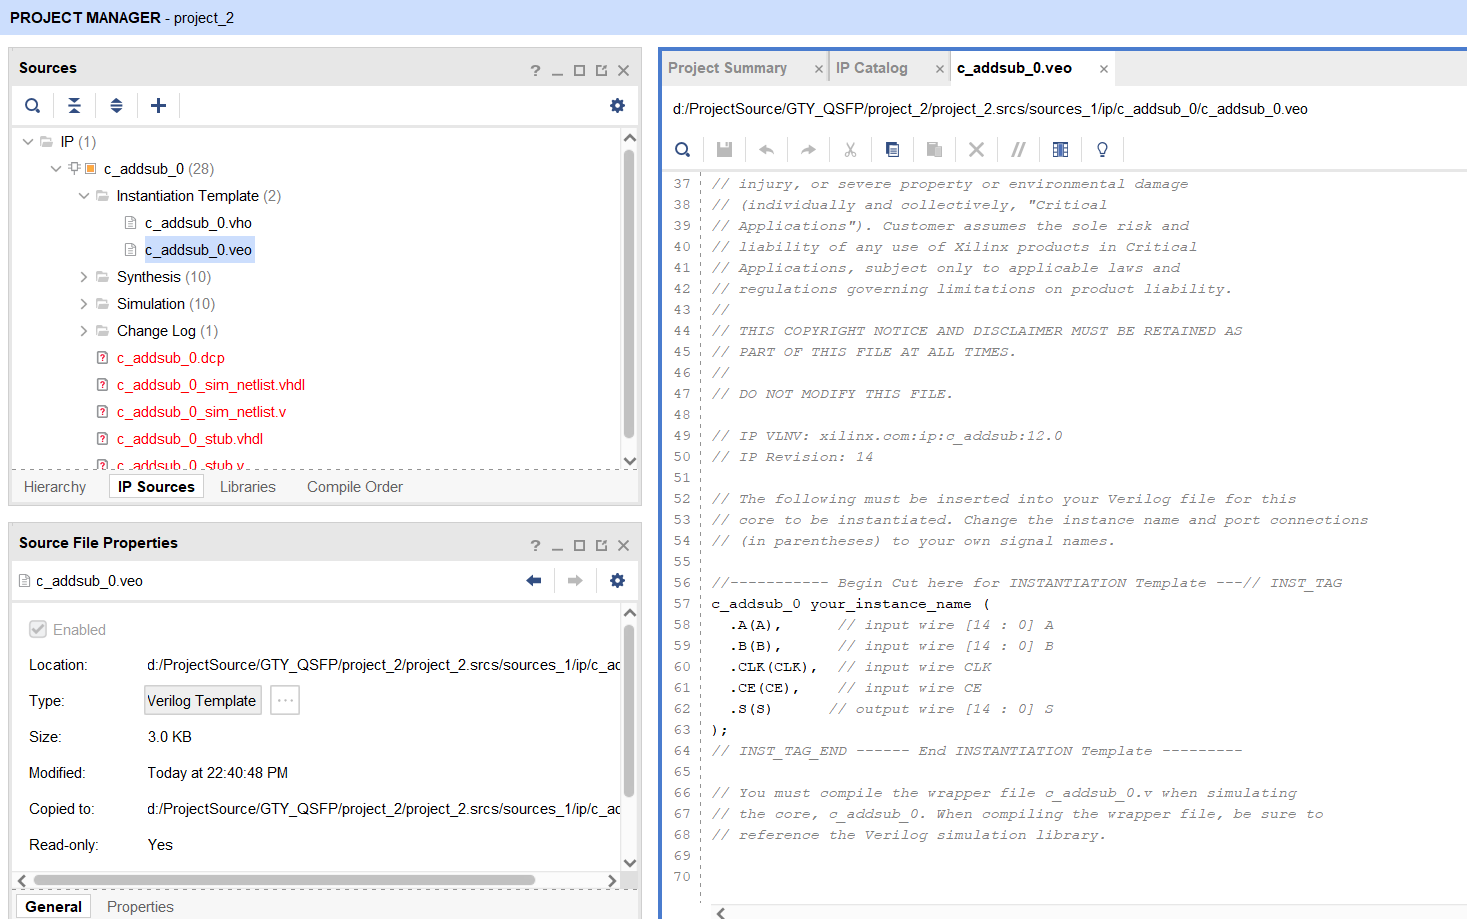 PROJECT MANAGER - project_2
Sources
IP (1)
c_addsub_0 (28)
Instantiation Template (2)
c_addsub_0.vho
c_addsub_0.veo
Synthesis (10)
Simulation (10)
Change Log (1)
c_addsub_0.dcp
c_addsub_0_sim_netlist.vhdl
c_addsub_0_sim_netlist.v
c_addsub_0_stub.vhdl
c_addsub_0_stub.v
Hierarchy IP Sources Libraries Compile Order
Source File Properties
c_addsub_0.veo
Enabled
Location: d:/ProjectSource/GTY_QSFP/project_2/project_2.srcs/sources_1/ip/c_ac
Type: Verilog Template ...
Size: 3.0 KB
Modified: Today at 22:40:48 PM
Copied to: d:/ProjectSource/GTY_QSFP/project_2/project_2.srcs/sources_1/ip/c_ac
Read-only: Yes
General Properties
Project Summary IP Catalog c_addsub_0.veo
d:/ProjectSource/GTY_QSFP/project_2/project_2.srcs/sources_1/ip/c_addsub_0/c_addsub_0.veo
37 // injury, or severe property or environmental damage
38 // (individually and collectively, "Critical
39 // Applications"). Customer assumes the sole risk and
40 // liability of any use of Xilinx products in Critical
41 // Applications, subject only to applicable laws and
42 // regulations governing limitations on product liability.
43 //
44 // THIS COPYRIGHT NOTICE AND DISCLAIMER MUST BE RETAINED AS
45 // PART OF THIS FILE AT ALL TIMES.
46 //
47 // DO NOT MODIFY THIS FILE.
48
49 // IP VLNV: xilinx.com:ip:c_addsub:12.0
50 // IP Revision: 14
51
52 // The following must be inserted into your Verilog file for this
53 // core to be instantiated. Change the instance name and port connections
54 // (in parentheses) to your own signal names.
55
56 //----------- Begin Cut here for INSTANTIATION Template ---// INST_TAG
57 c_addsub_0 your_instance_name (
58 .A(A), // input wire [14 : 0] A
59 .B(B), // input wire [14 : 0] B
60 .CLK(CLK), // input wire CLK
61 .CE(CE), // input wire CE
62 .S(S) // output wire [14 : 0] S
63 );
64 // INST_TAG_END ------ End INSTANTIATION Template ---------
65
66 // You must compile the wrapper file c_addsub_0.v when simulating
67 // the core, c_addsub_0. When compiling the wrapper file, be sure to
68 // reference the Verilog simulation library.
69
70